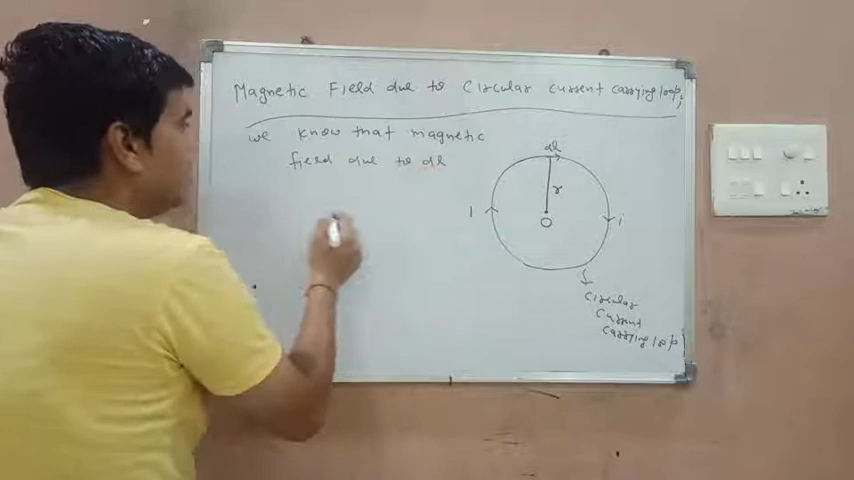 Magnetic Field due to Circular current carrying loop;
we know that magnetic
field due to dl
dl
r
O
I
i
Circular
current
carrying loop